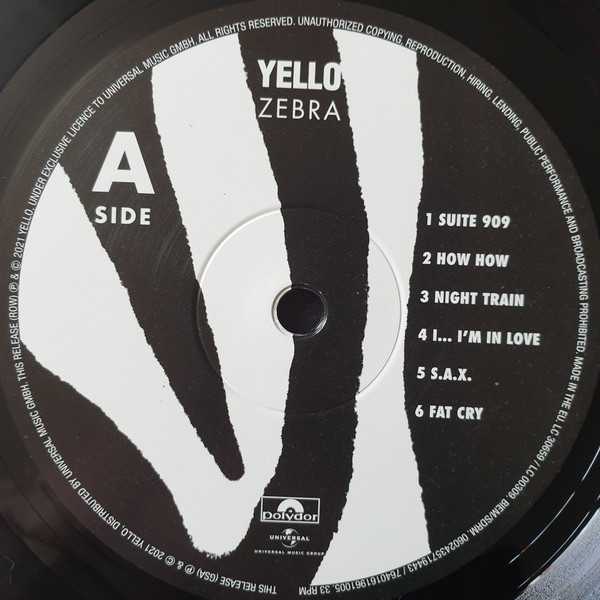 YELLO
ZEBRA
A
SIDE
1 SUITE 909
2 HOW HOW
3 NIGHT TRAIN
4 I... I'M IN LOVE
5 S.A.X.
6 FAT CRY
polydor
UNIVERSAL
UNIVERSAL MUSIC GROUP
THIS RELEASE (GSA) ℗ & © 2021 YELLO, DISTRIBUTED BY UNIVERSAL MUSIC GMBH. THIS RELEASE (ROW) ℗ & © 2021 YELLO, UNDER EXCLUSIVE LICENCE TO UNIVERSAL MUSIC GMBH. ALL RIGHTS RESERVED. UNAUTHORIZED COPYING, REPRODUCTION, HIRING, LENDING, PUBLIC PERFORMANCE AND BROADCASTING PROHIBITED. MADE IN THE EU. LC 30659 / LC 00309. BIEM/SDRM. 0602435719443 / 7640161961005. 33 RPM